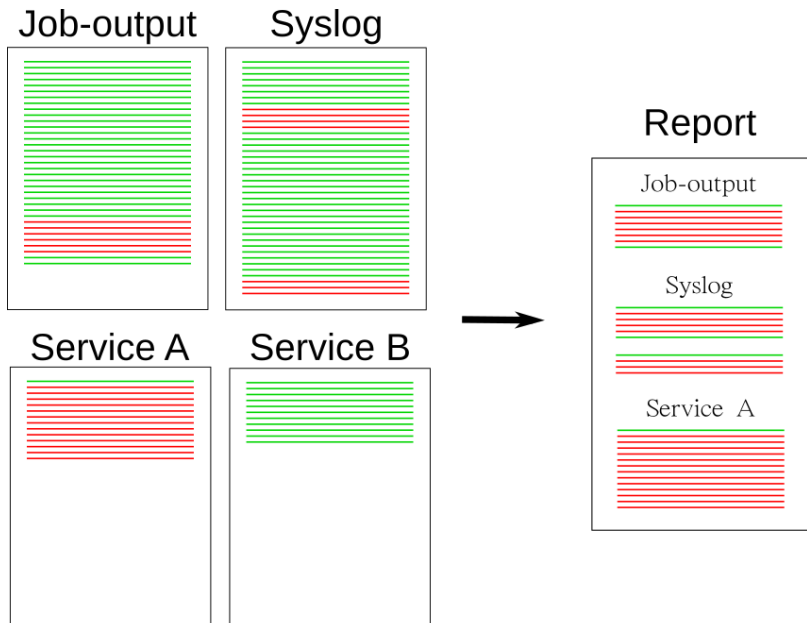 Job-output
Syslog
Service A
Service B
Report
Job-output
Syslog
Service A